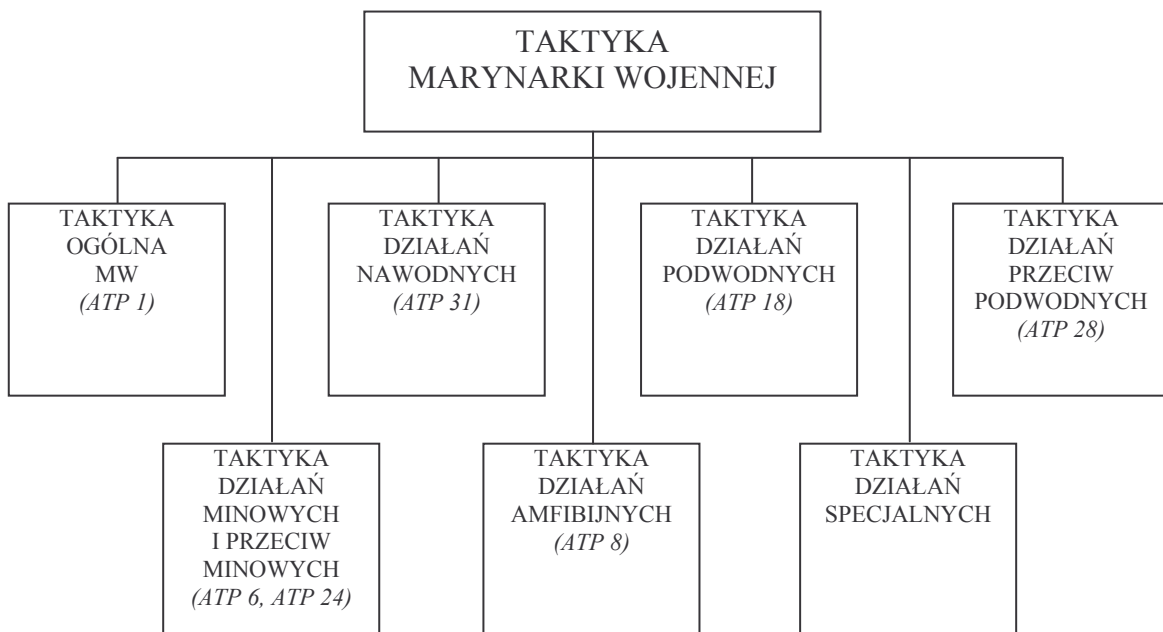 TAKTYKA
MARYNARKI WOJENNEJ
TAKTYKA
OGÓLNA
MW
(ATP 1)
TAKTYKA
DZIAŁAŃ
NAWODNYCH
(ATP 31)
TAKTYKA
DZIAŁAŃ
PODWODNYCH
(ATP 18)
TAKTYKA
DZIAŁAŃ
PRZECIW
PODWODNYCH
(ATP 28)
TAKTYKA
DZIAŁAŃ
MINOWYCH
I PRZECIW
MINOWYCH
(ATP 6, ATP 24)
TAKTYKA
DZIAŁAŃ
AMFIBIJNYCH
(ATP 8)
TAKTYKA
DZIAŁAŃ
SPECJALNYCH